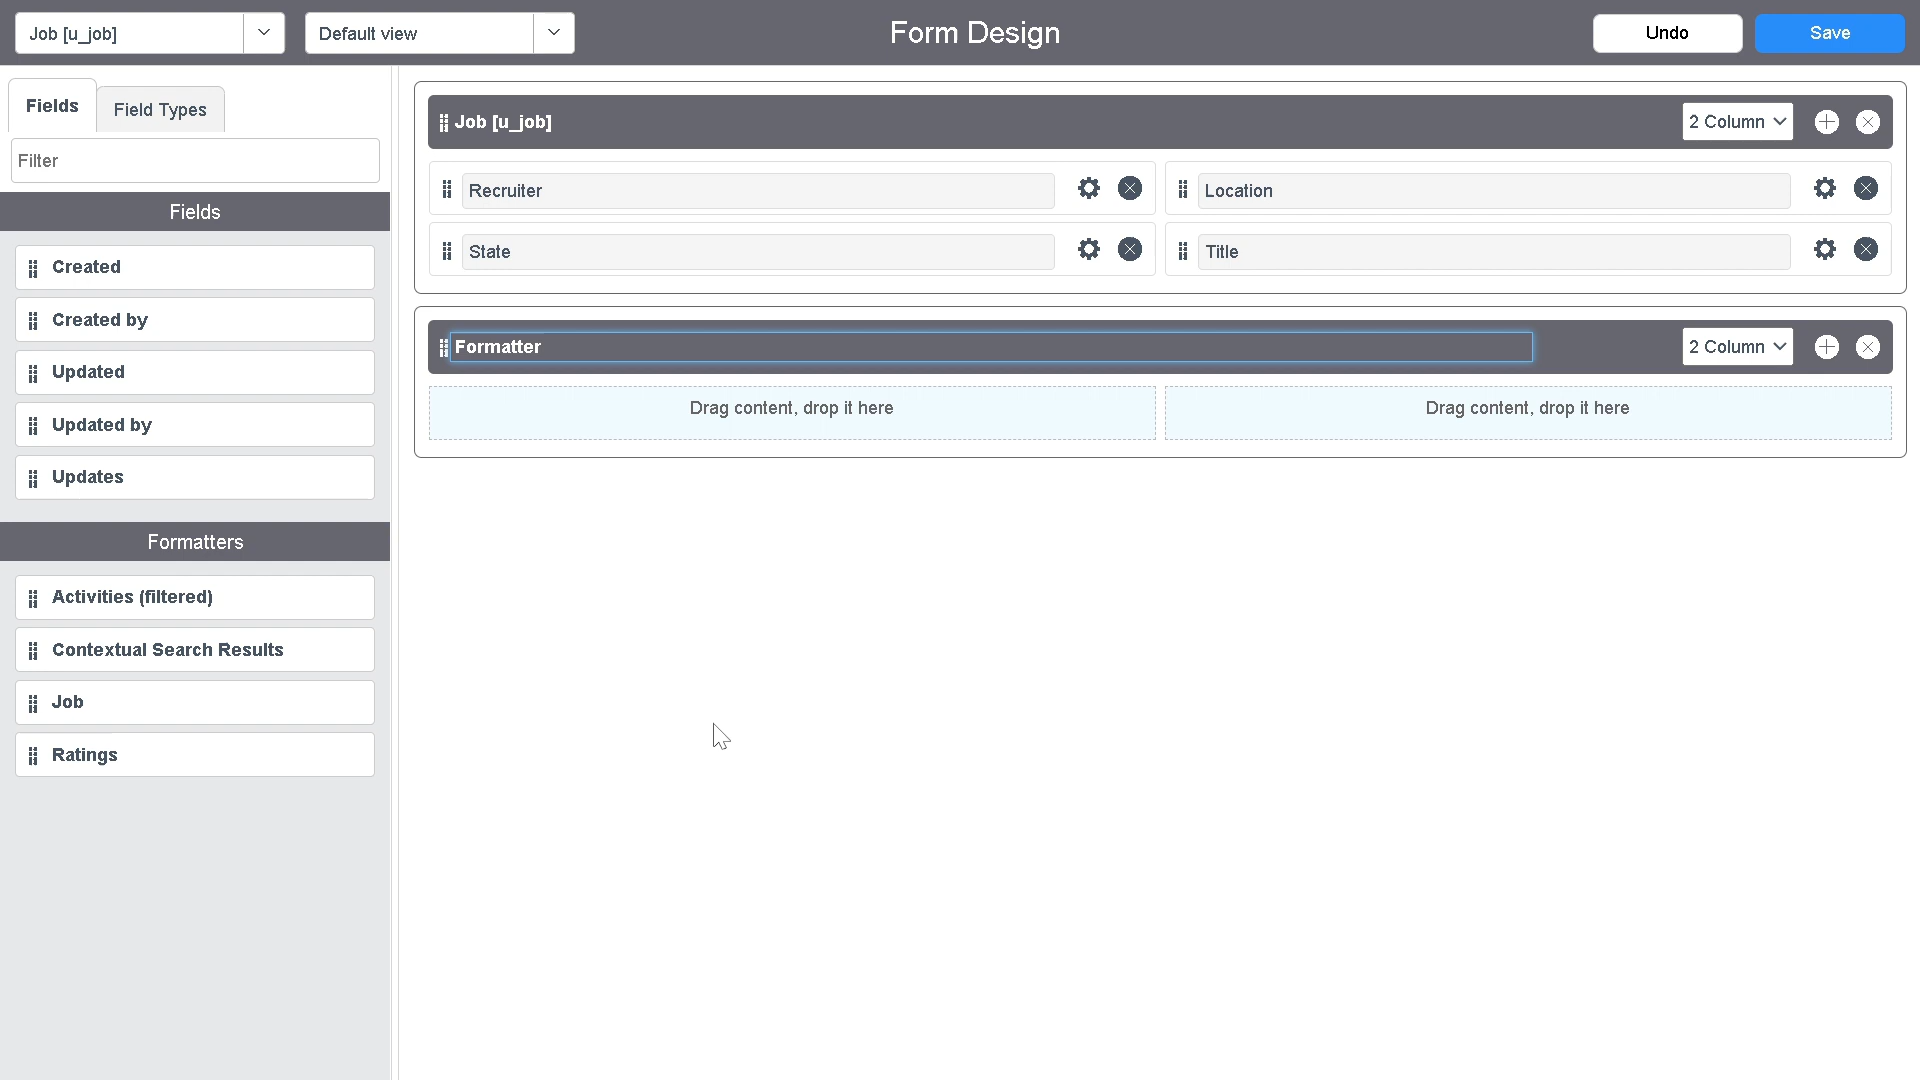 Job [u_job]
Default view
Form Design
Undo
Save
Fields
Field Types
Filter
Fields
Created
Created by
Updated
Updated by
Updates
Formatters
Activities (filtered)
Contextual Search Results
Job
Ratings
Job [u_job]
2 Column
Recruiter
Location
State
Title
Formatter
2 Column
Drag content, drop it here
Drag content, drop it here